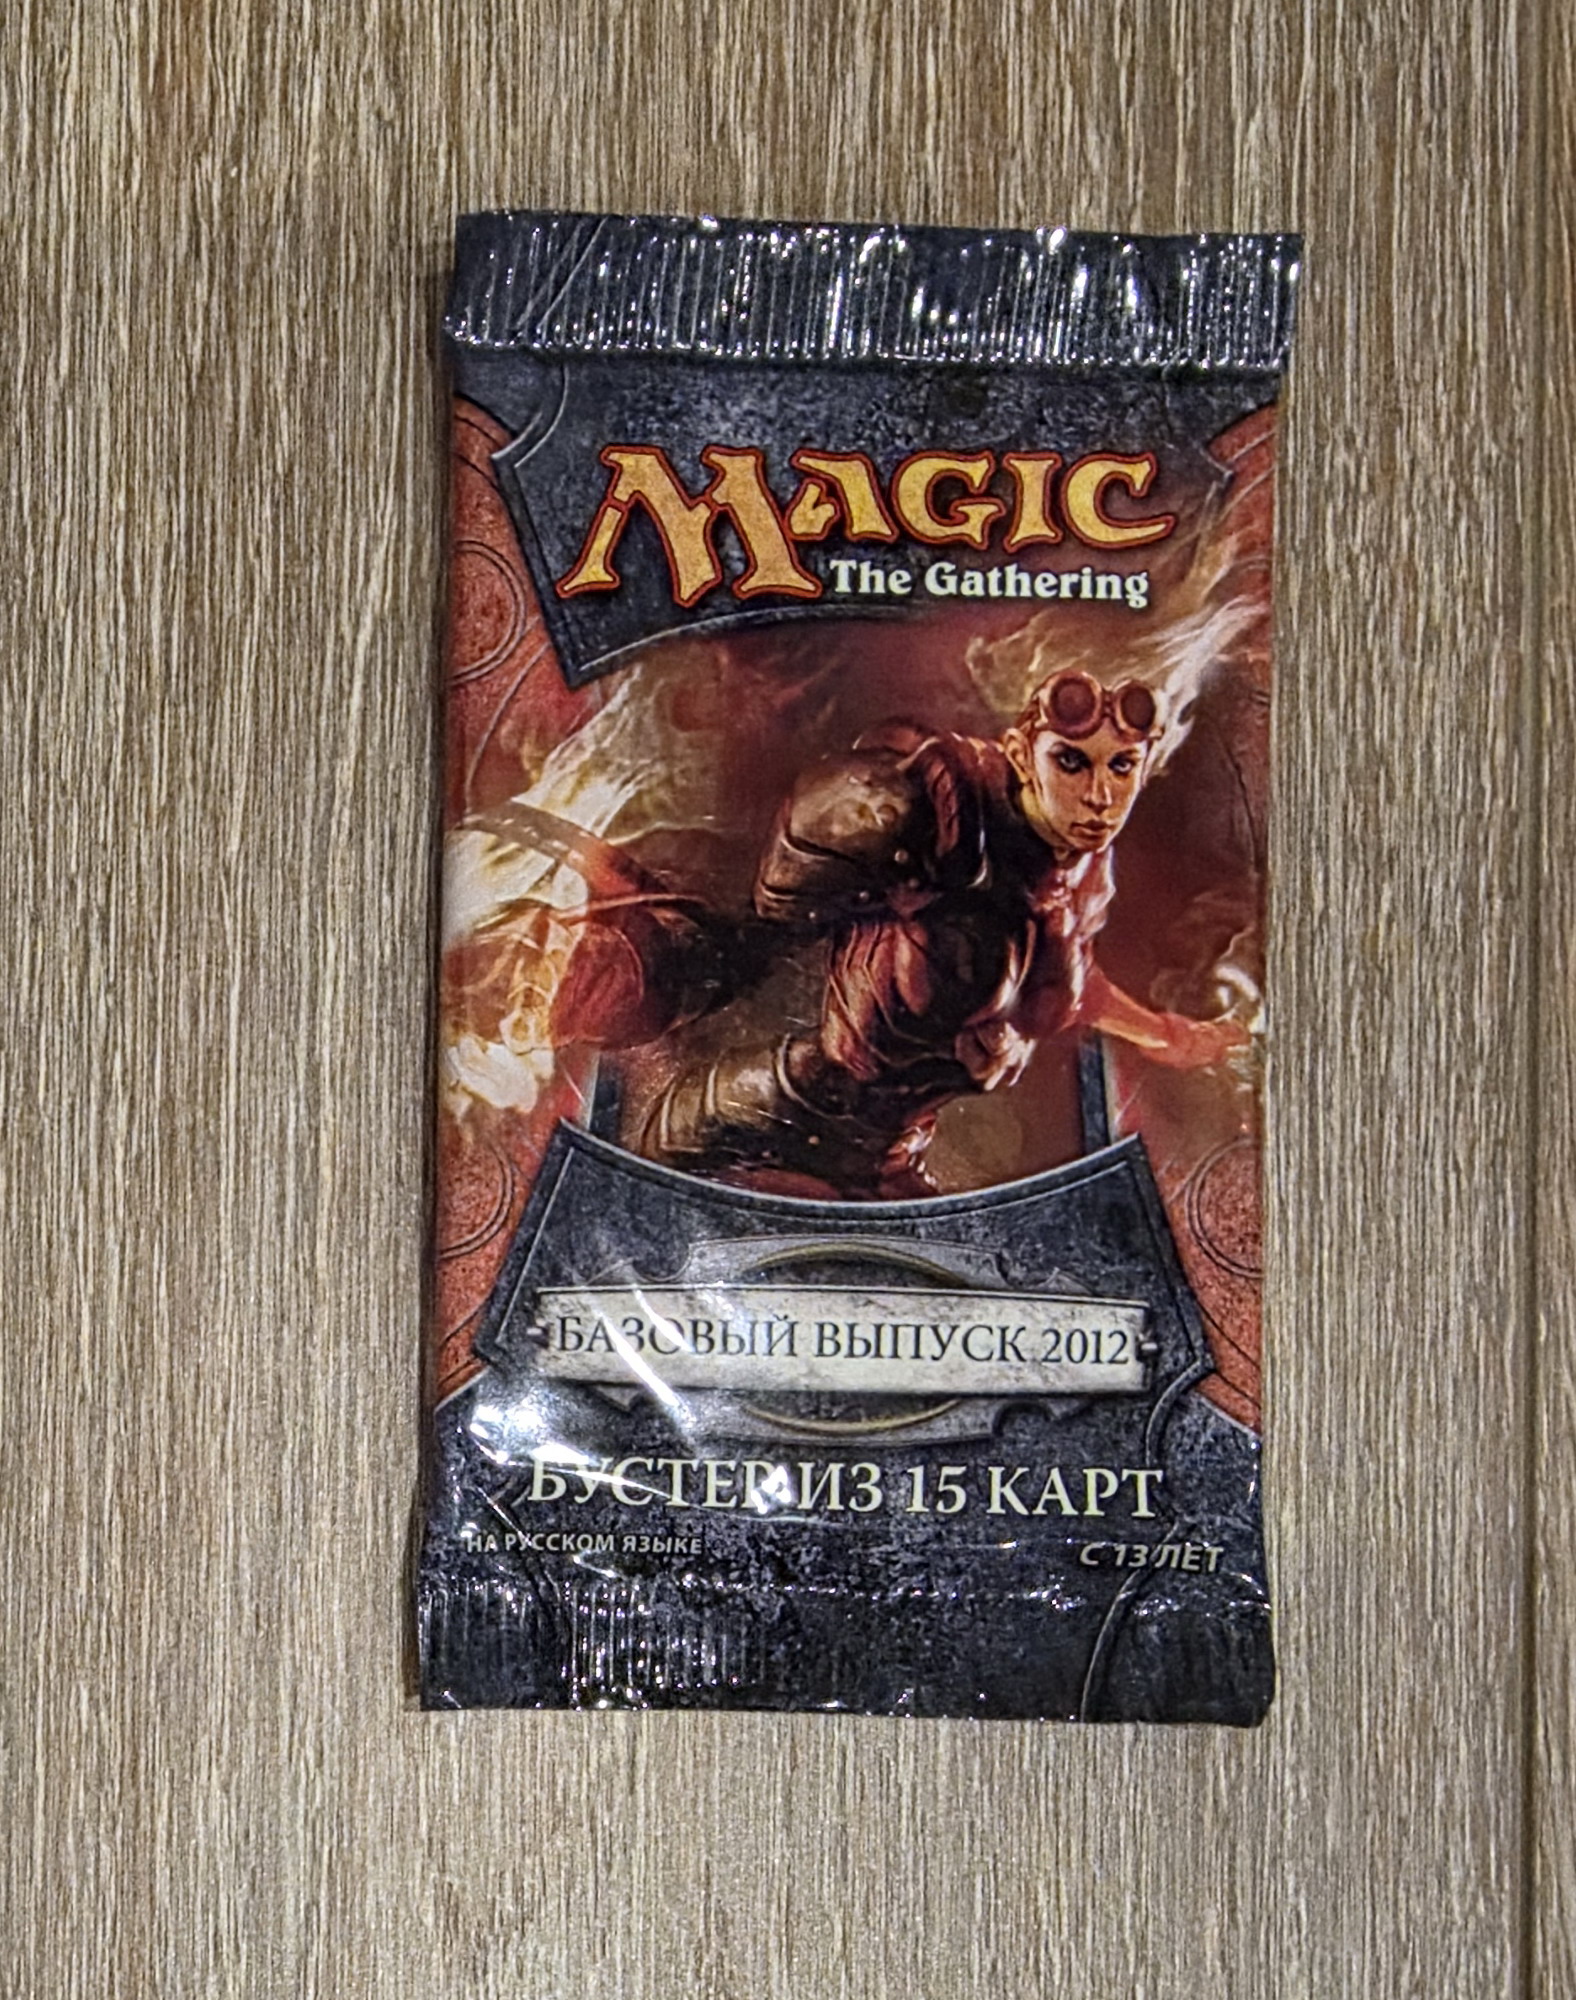 MAGIC
The Gathering
БАЗОВЫЙ ВЫПУСК 2012
БУСТЕР ИЗ 15 КАРТ
НА РУССКОМ ЯЗЫКЕ
С 13 ЛЕТ